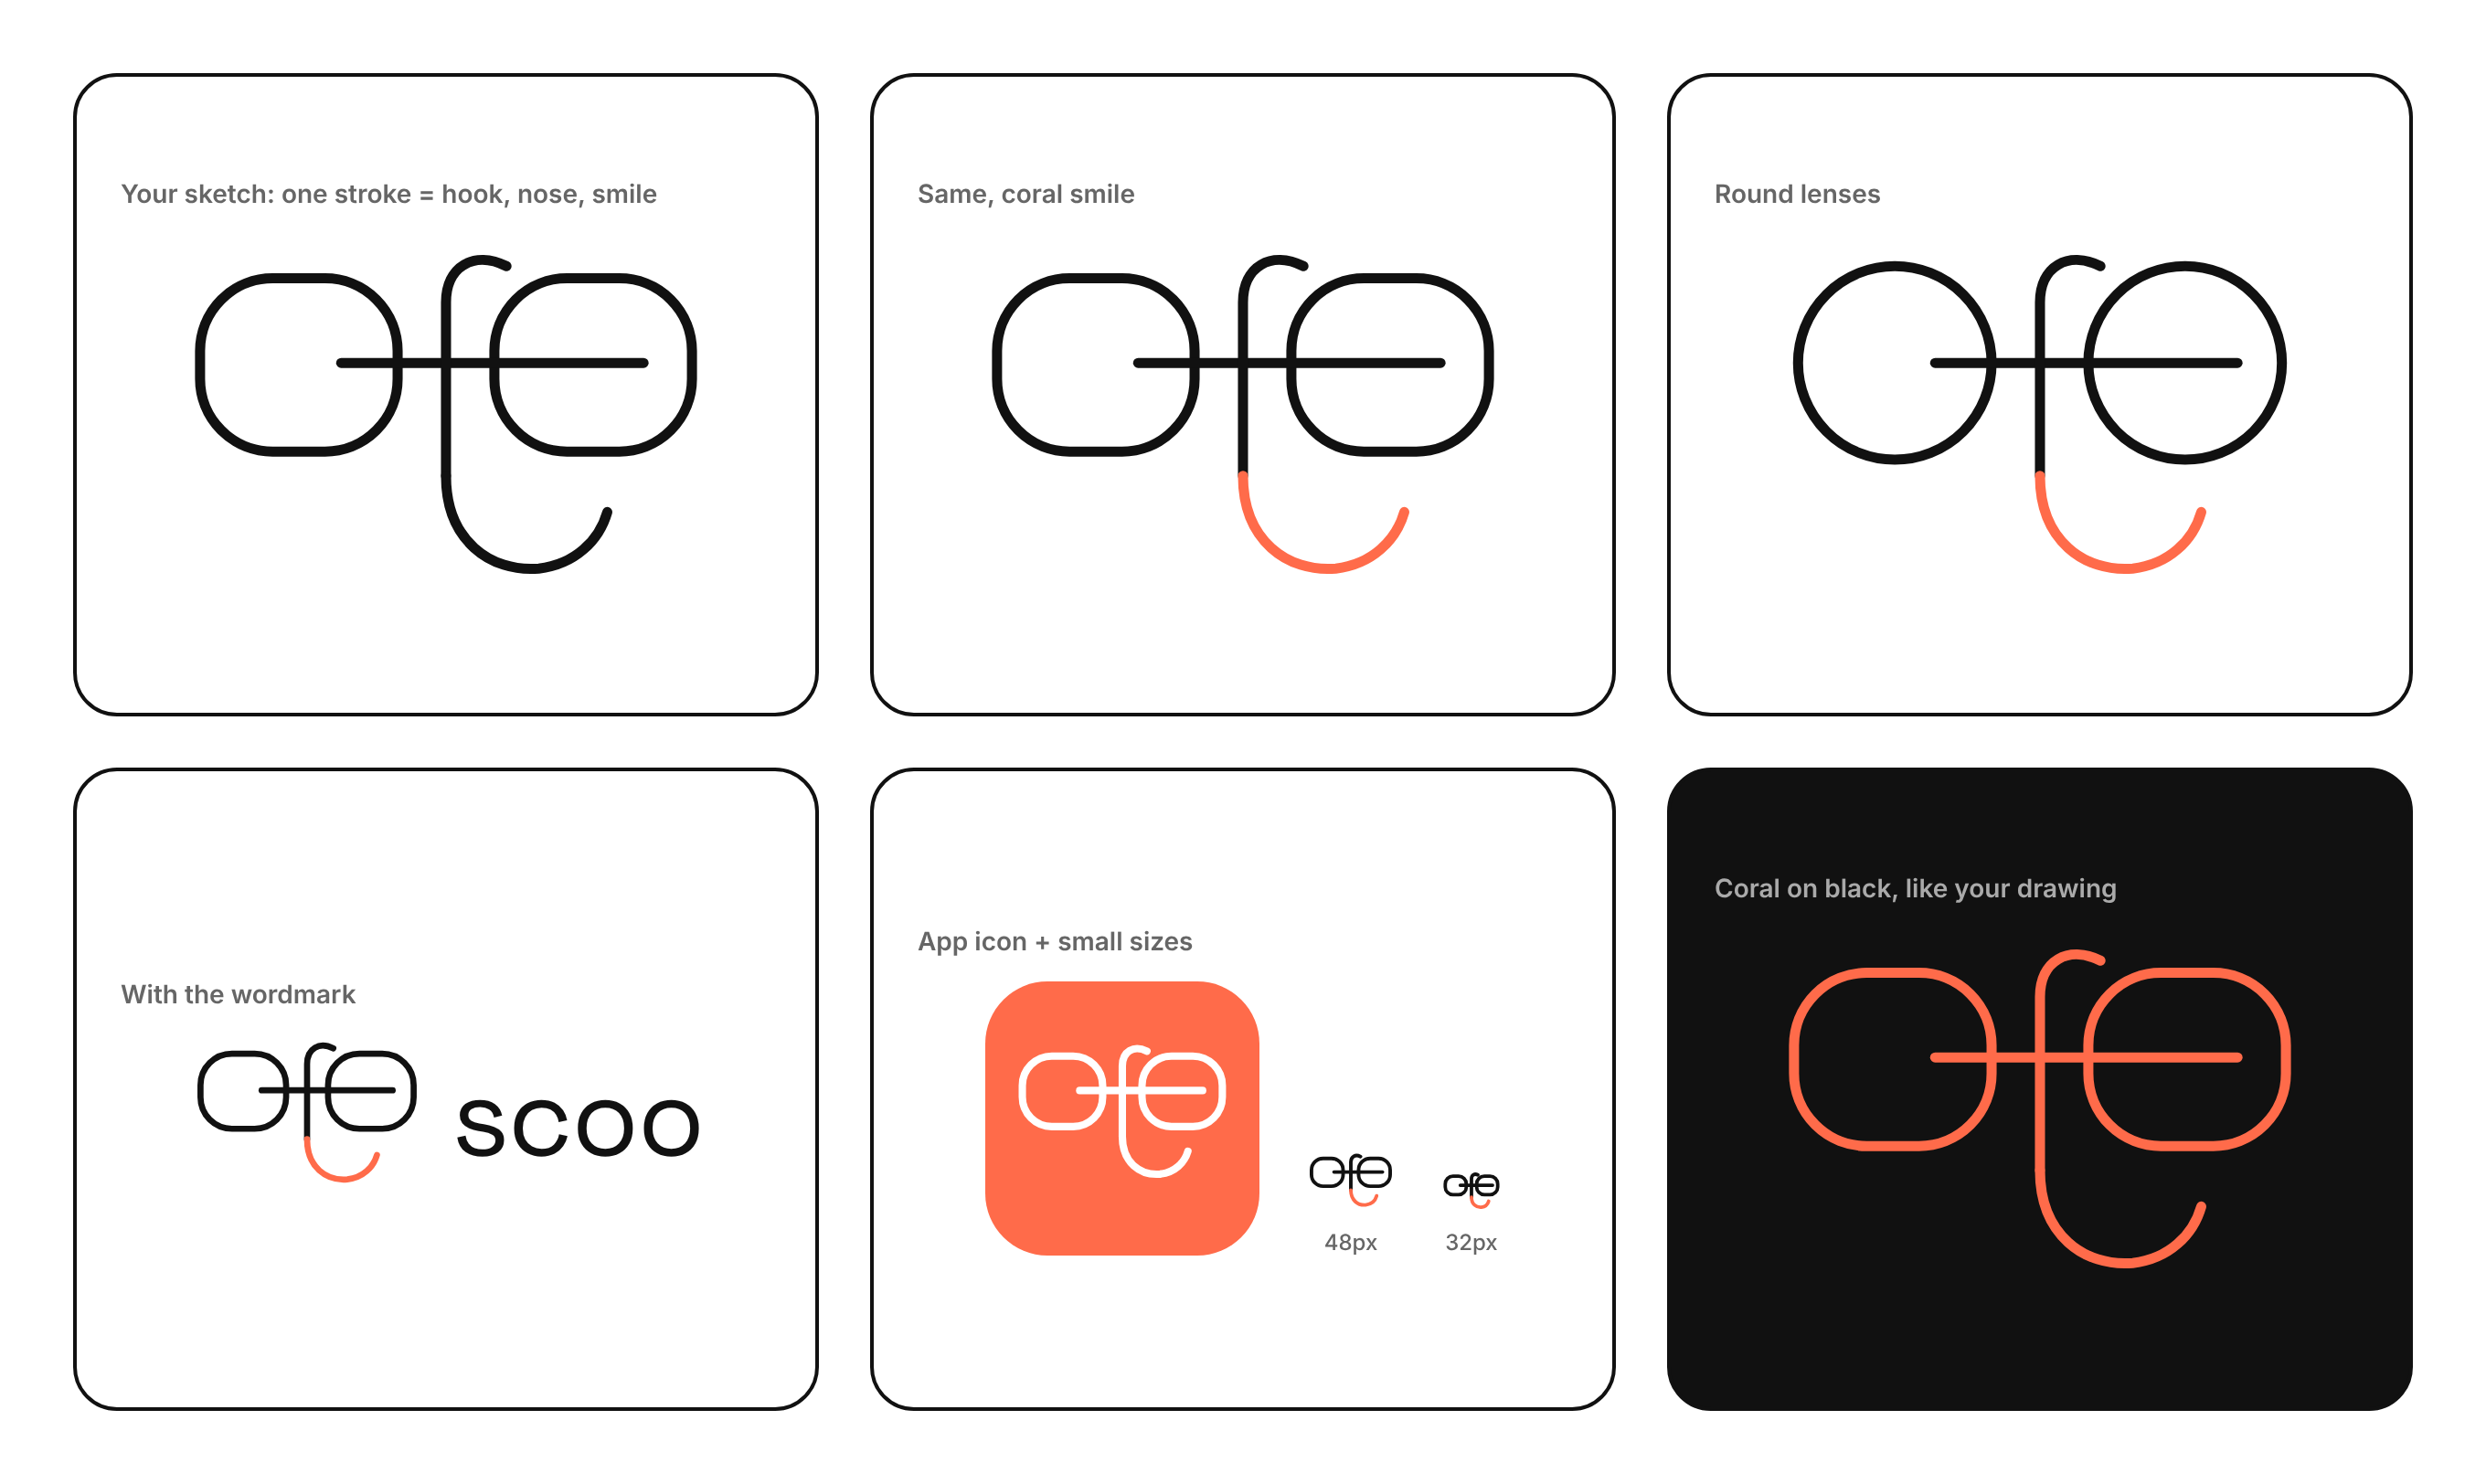 Your sketch: one stroke = hook, nose, smile
Same, coral smile
Round lenses
With the wordmark
scoo
App icon + small sizes
48px
32px
Coral on black, like your drawing